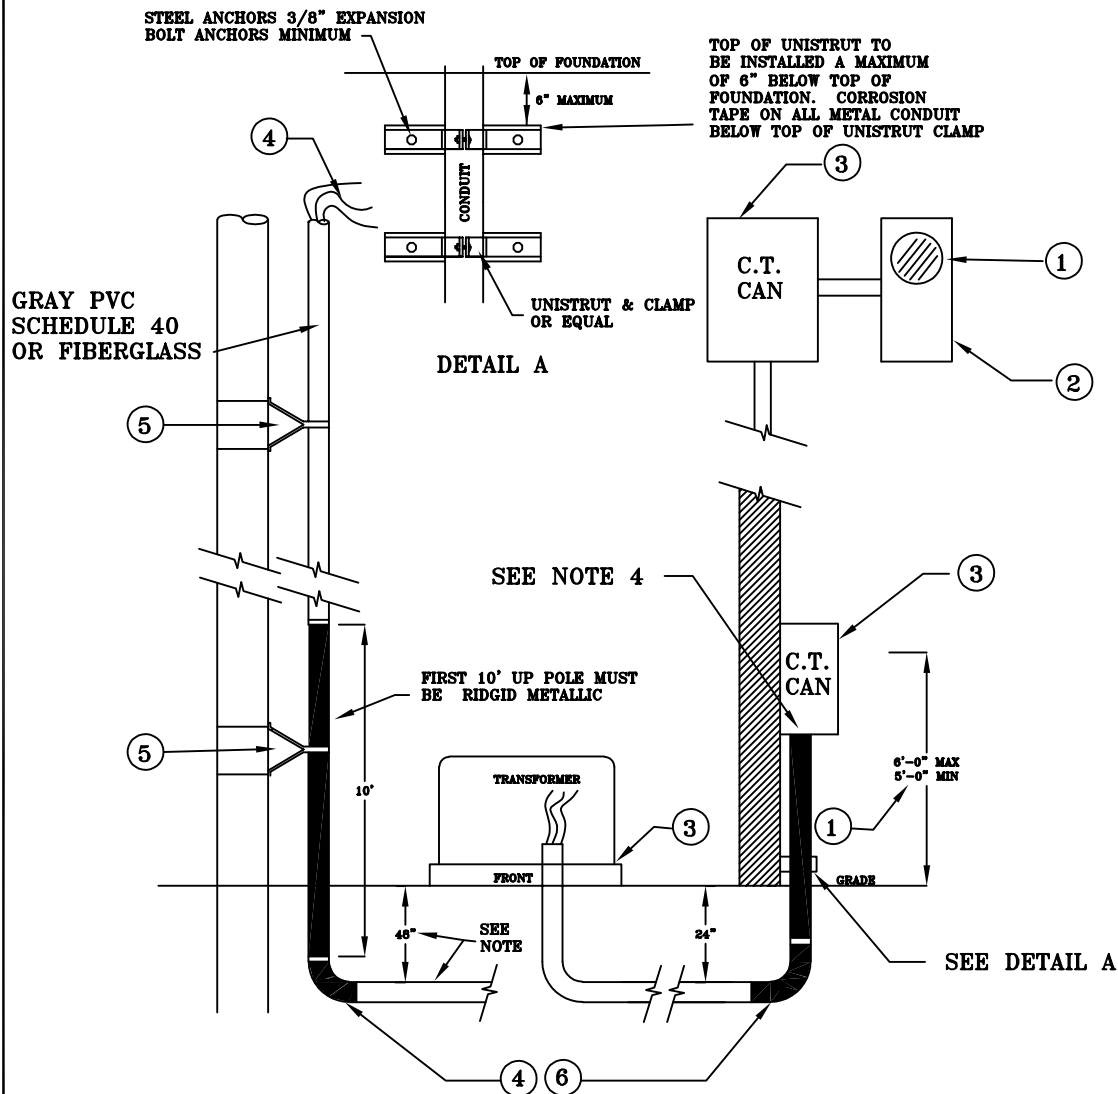 STEEL ANCHORS 3/8" EXPANSION
BOLT ANCHORS MINIMUM
TOP OF FOUNDATION
6" MAXIMUM
TOP OF UNISTRUT TO
BE INSTALLED A MAXIMUM
OF 6" BELOW TOP OF
FOUNDATION. CORROSION
TAPE ON ALL METAL CONDUIT
BELOW TOP OF UNISTRUT CLAMP
4
3
CONDUIT
C.T.
CAN
1
GRAY PVC
SCHEDULE 40
OR FIBERGLASS
UNISTRUT & CLAMP
OR EQUAL
DETAIL A
2
5
SEE NOTE 4
3
C.T.
CAN
FIRST 10' UP POLE MUST
BE RIDGID METALLIC
5
10'
TRANSFORMER
6'-0" MAX
5'-0" MIN
3
1
FRONT
GRADE
48"
SEE
NOTE
24"
SEE DETAIL A
4
6